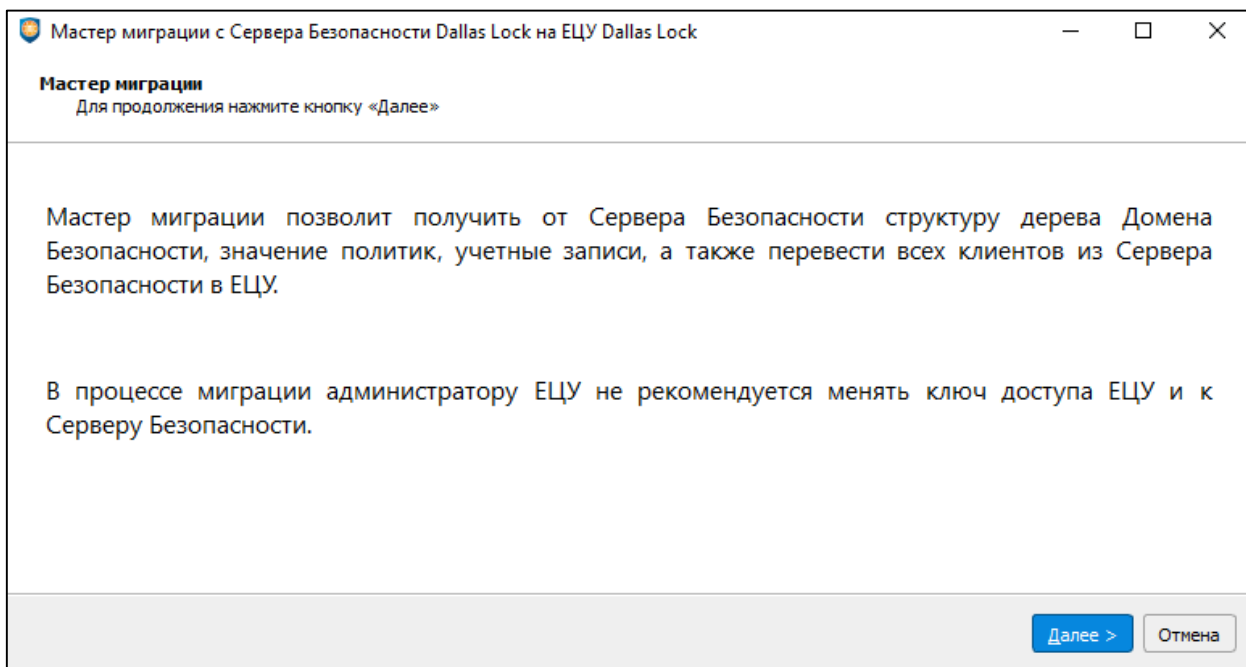 Мастер миграции с Сервера Безопасности Dallas Lock на ЕЦУ Dallas Lock
Мастер миграции
Для продолжения нажмите кнопку «Далее»
Мастер миграции позволит получить от Сервера Безопасности структуру дерева Домена
Безопасности, значение политик, учетные записи, а также перевести всех клиентов из Сервера
Безопасности в ЕЦУ.
В процессе миграции администратору ЕЦУ не рекомендуется менять ключ доступа ЕЦУ и к
Серверу Безопасности.
Далее > Отмена